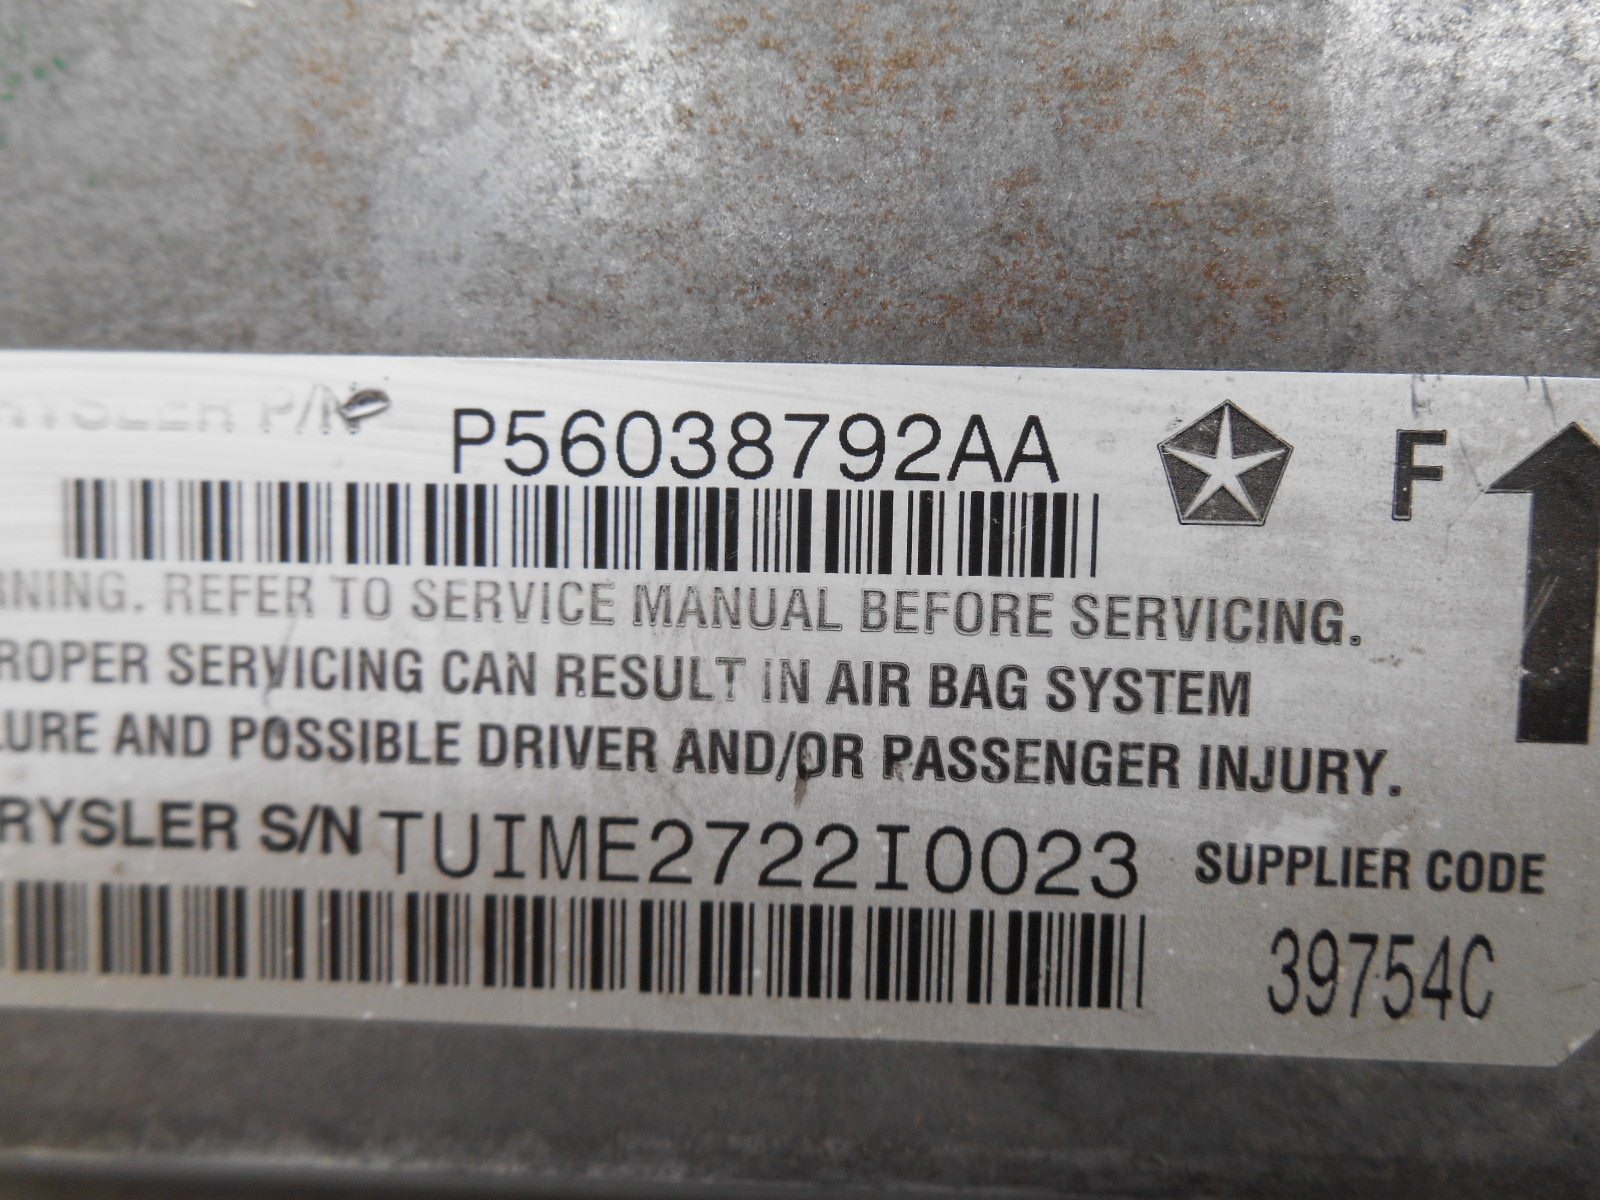 RYSLER P/N P56038792AA
F
RNING. REFER TO SERVICE MANUAL BEFORE SERVICING.
ROPER SERVICING CAN RESULT IN AIR BAG SYSTEM
LURE AND POSSIBLE DRIVER AND/OR PASSENGER INJURY.
RYSLER S/N TUIME2722I0023 SUPPLIER CODE
39754C